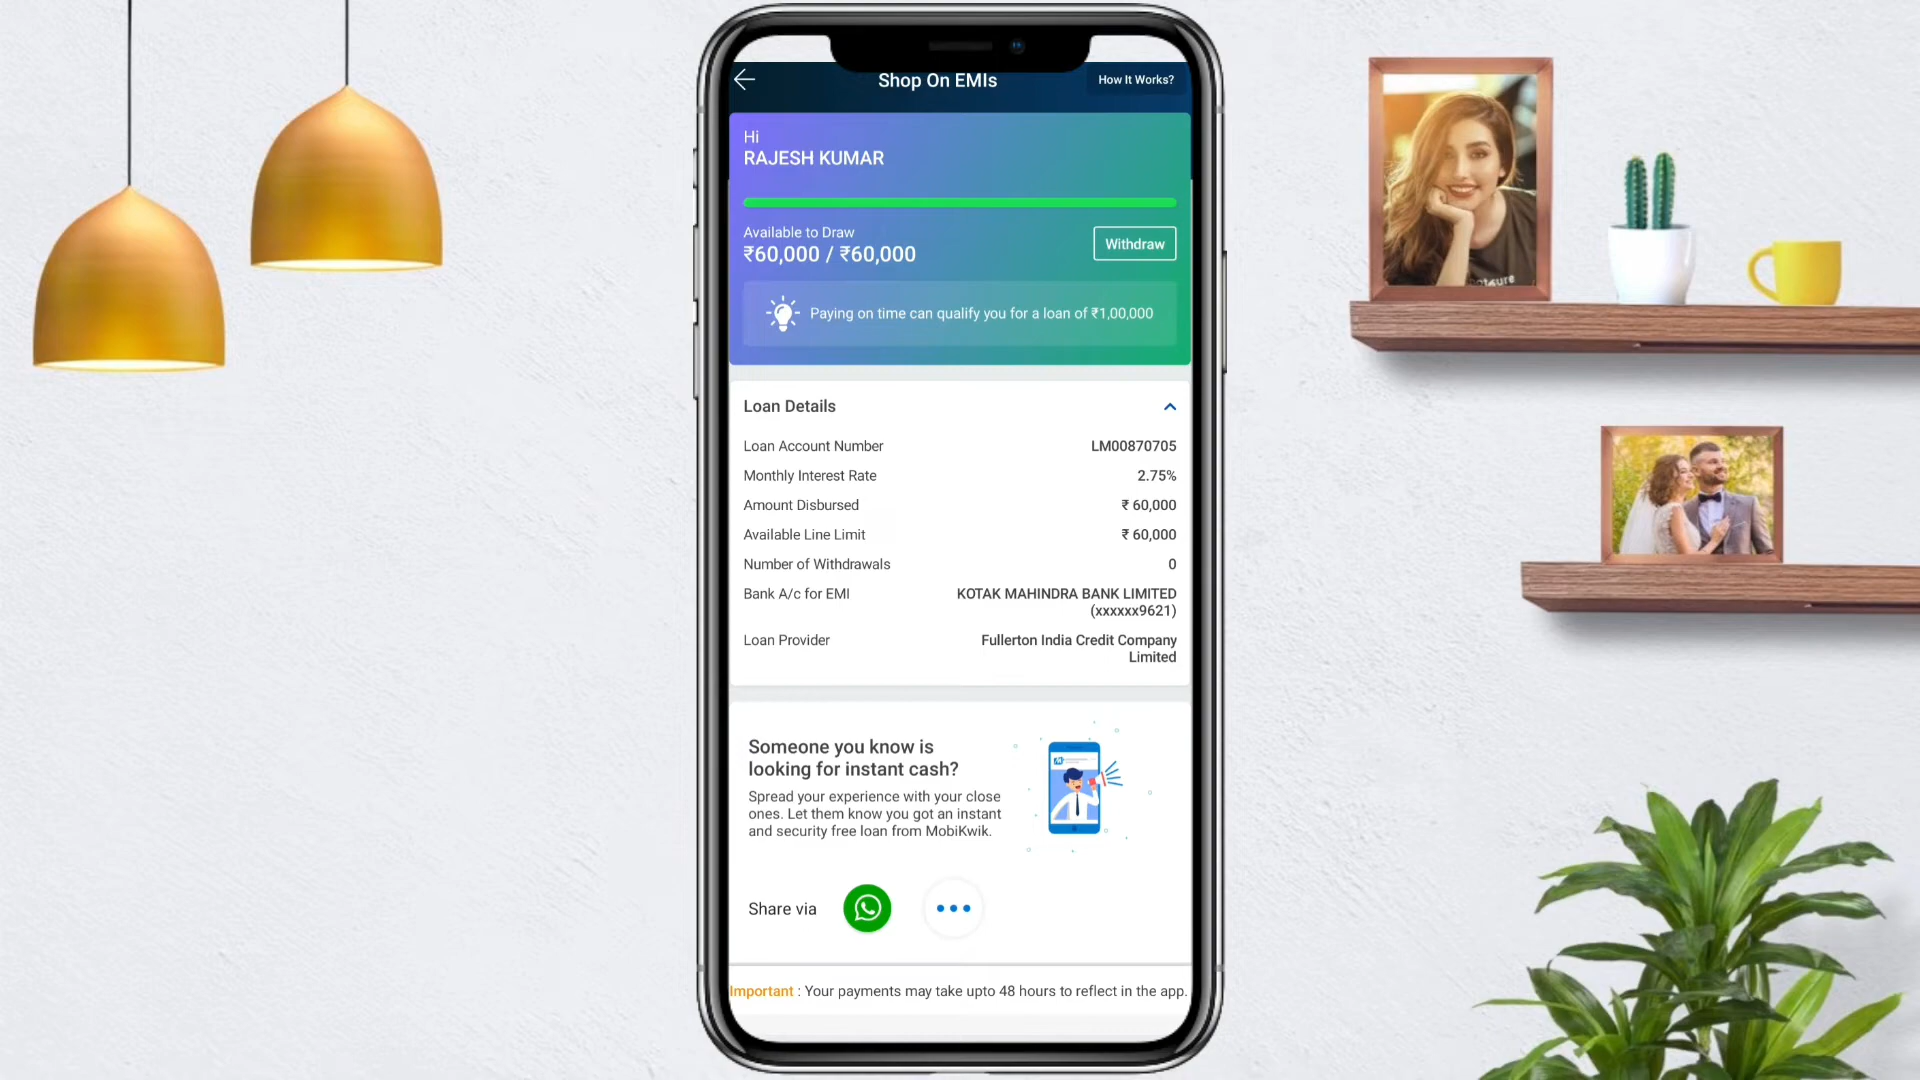 Shop On EMIs
How It Works?
Hi
RAJESH KUMAR
Available to Draw
₹60,000 / ₹60,000
Withdraw
Paying on time can qualify you for a loan of ₹1,00,000
Loan Details
Loan Account Number LM00870705
Monthly Interest Rate 2.75%
Amount Disbursed ₹ 60,000
Available Line Limit ₹ 60,000
Number of Withdrawals 0
Bank A/c for EMI KOTAK MAHINDRA BANK LIMITED
(xxxxxx9621)
Loan Provider Fullerton India Credit Company
Limited
Someone you know is
looking for instant cash?
Spread your experience with your close
ones. Let them know you got an instant
and security free loan from MobiKwik.
Share via
Important : Your payments may take upto 48 hours to reflect in the app.